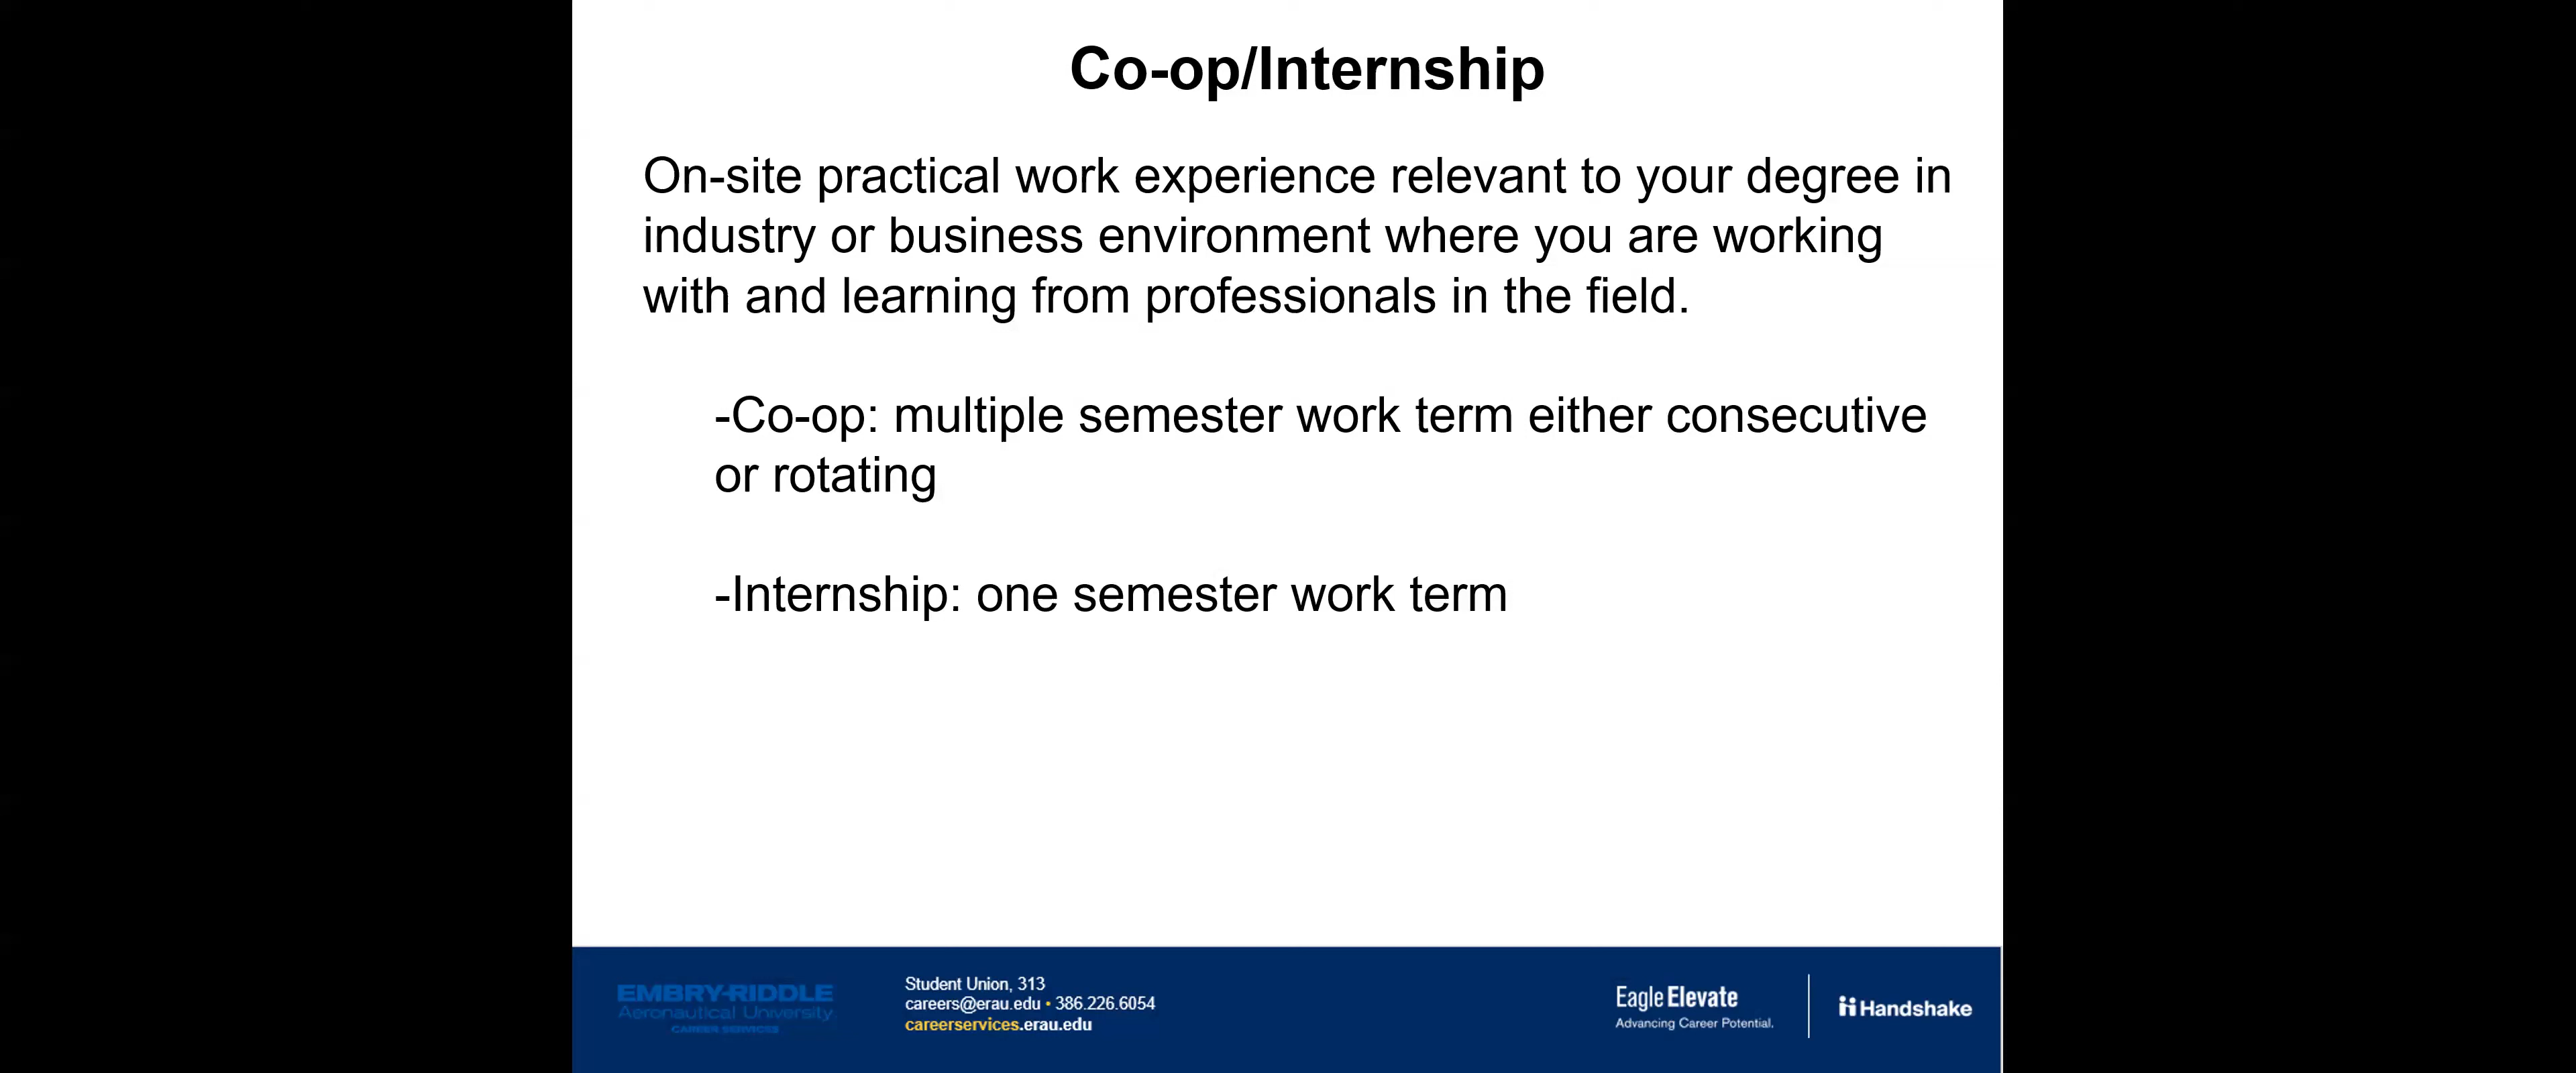 Co-op/Internship
On-site practical work experience relevant to your degree in
industry or business environment where you are working
with and learning from professionals in the field.
-Co-op: multiple semester work term either consecutive
or rotating
-Internship: one semester work term
EMBRY-RIDDLE
Aeronautical University
CAREER SERVICES
Student Union, 313
careers@erau.edu • 386.226.6054
careerservices.erau.edu
Eagle Elevate
Advancing Career Potential.
Handshake